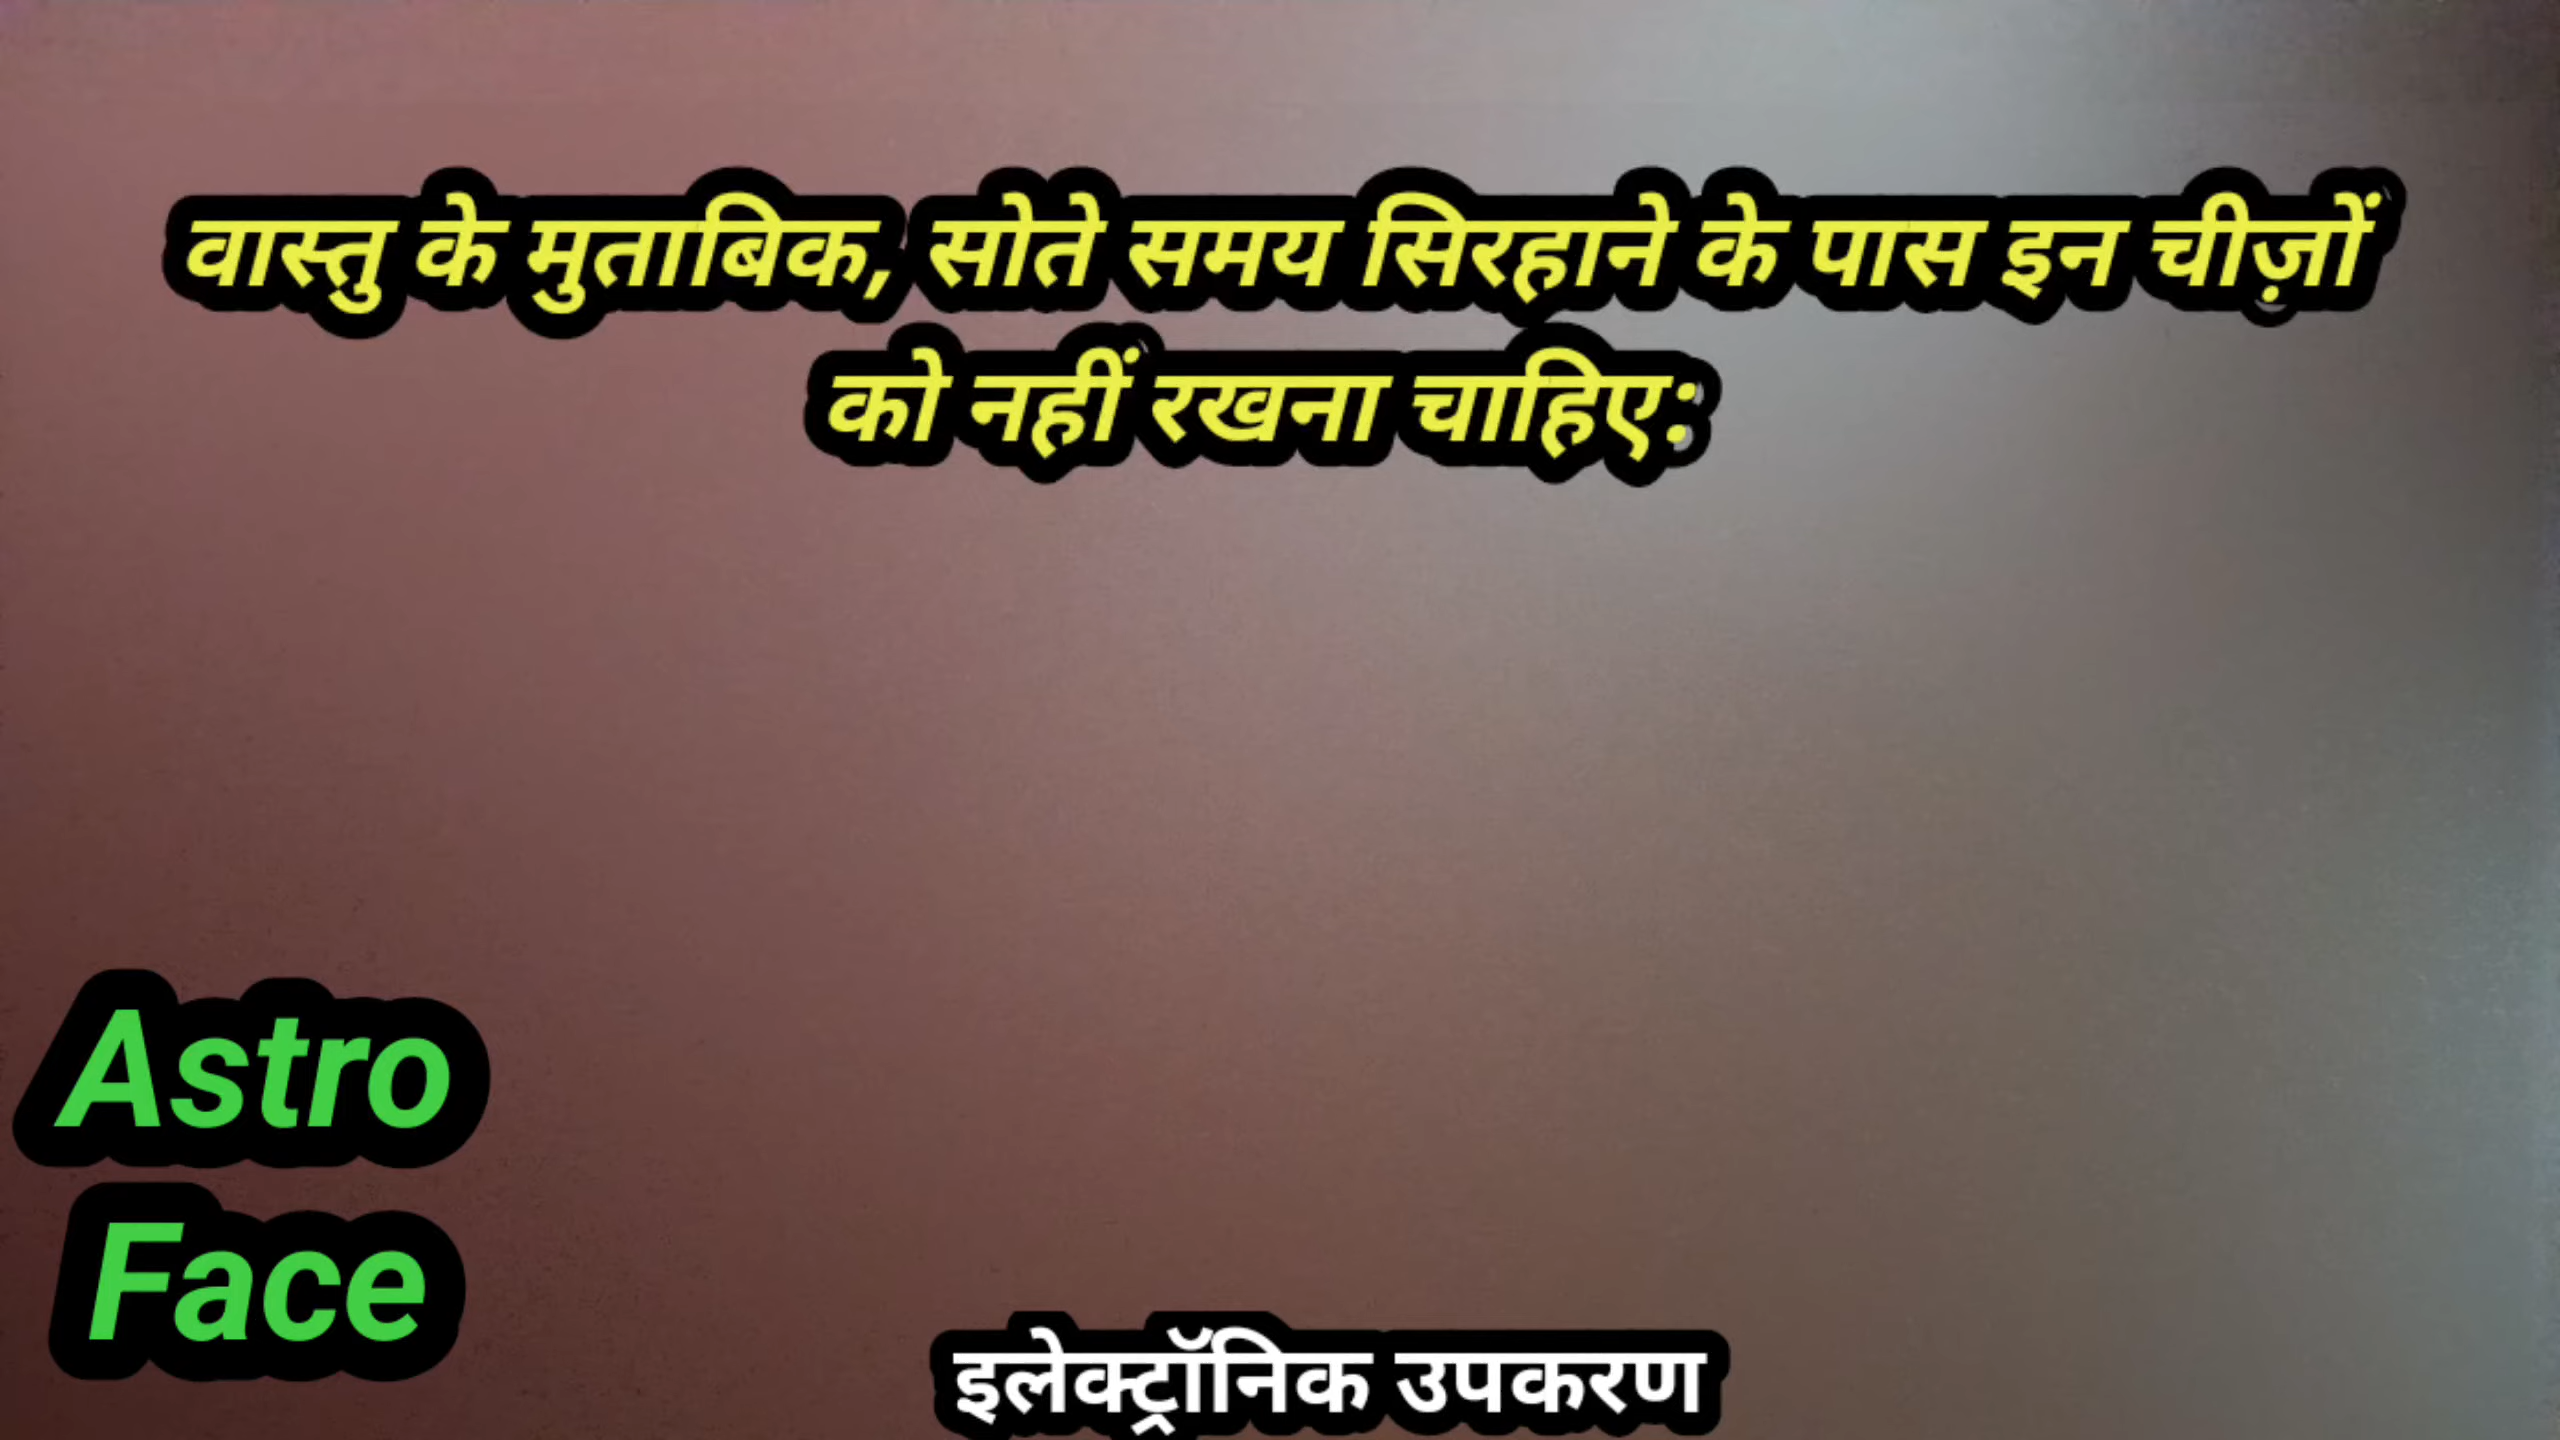 वास्तु के मुताबिक, सोते समय सिरहाने के पास इन चीज़ों
को नहीं रखना चाहिए:
Astro
Face
इलेक्ट्रॉनिक उपकरण